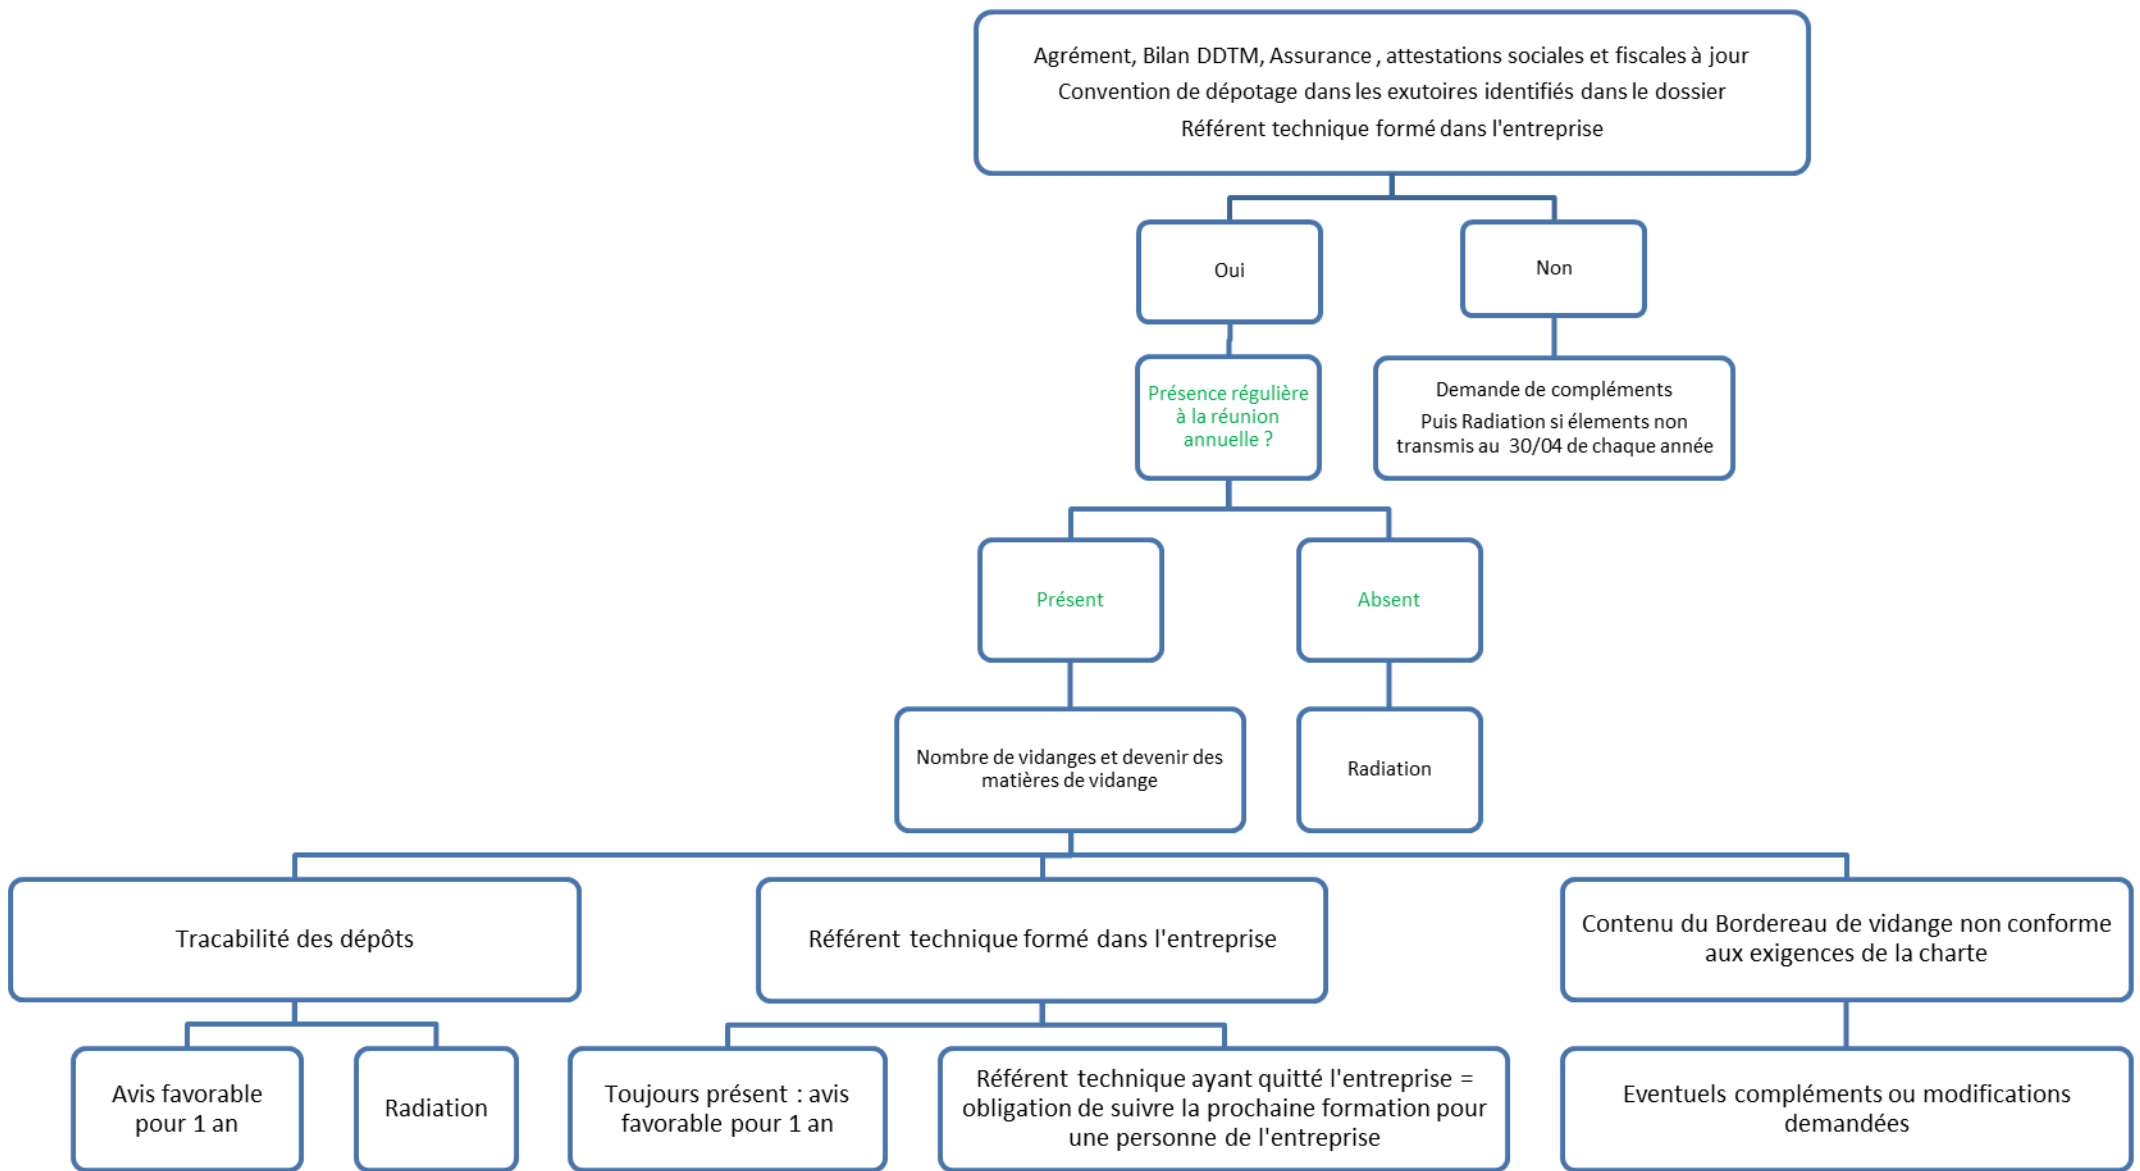 Agrément, Bilan DDTM, Assurance , attestations sociales et fiscales à jour
Convention de dépotage dans les exutoires identifiés dans le dossier
Référent technique formé dans l'entreprise
Oui
Non
Présence régulière
à la réunion
annuelle ?
Demande de compléments
Puis Radiation si élements non
transmis au 30/04 de chaque année
Présent
Absent
Nombre de vidanges et devenir des
matières de vidange
Radiation
Tracabilité des dépôts
Référent technique formé dans l'entreprise
Contenu du Bordereau de vidange non conforme
aux exigences de la charte
Avis favorable
pour 1 an
Radiation
Toujours présent : avis
favorable pour 1 an
Référent technique ayant quitté l'entreprise =
obligation de suivre la prochaine formation pour
une personne de l'entreprise
Eventuels compléments ou modifications
demandées